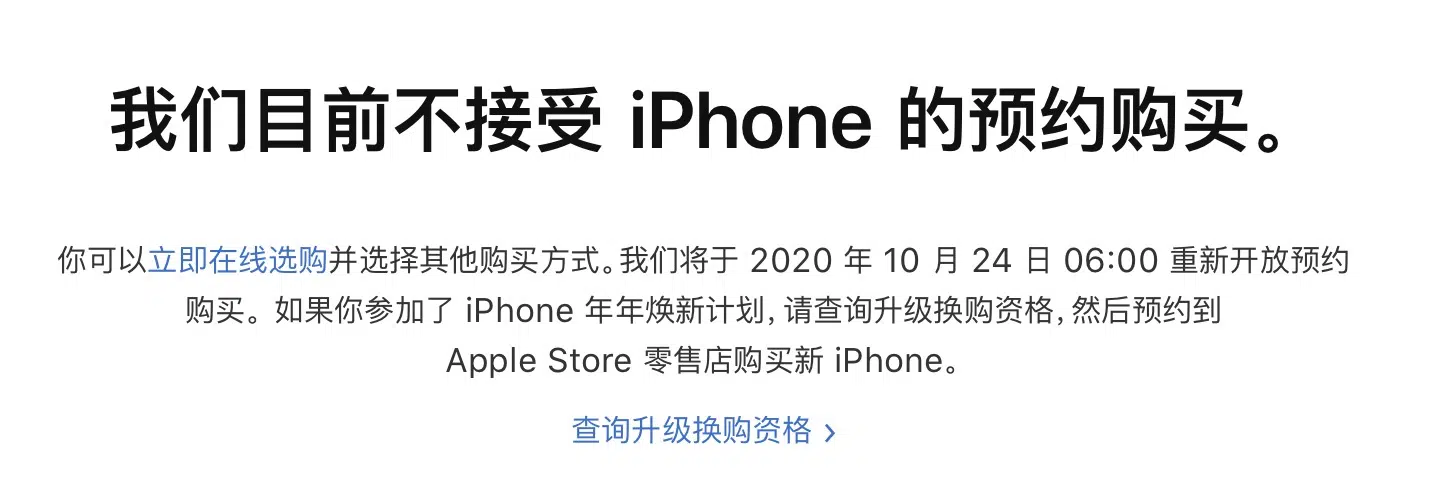 我们目前不接受 iPhone 的预约购买。
你可以立即在线选购并选择其他购买方式。我们将于 2020 年 10 月 24 日 06:00 重新开放预约
购买。如果你参加了 iPhone 年年焕新计划，请查询升级换购资格，然后预约到
Apple Store 零售店购买新 iPhone。
查询升级换购资格 ›